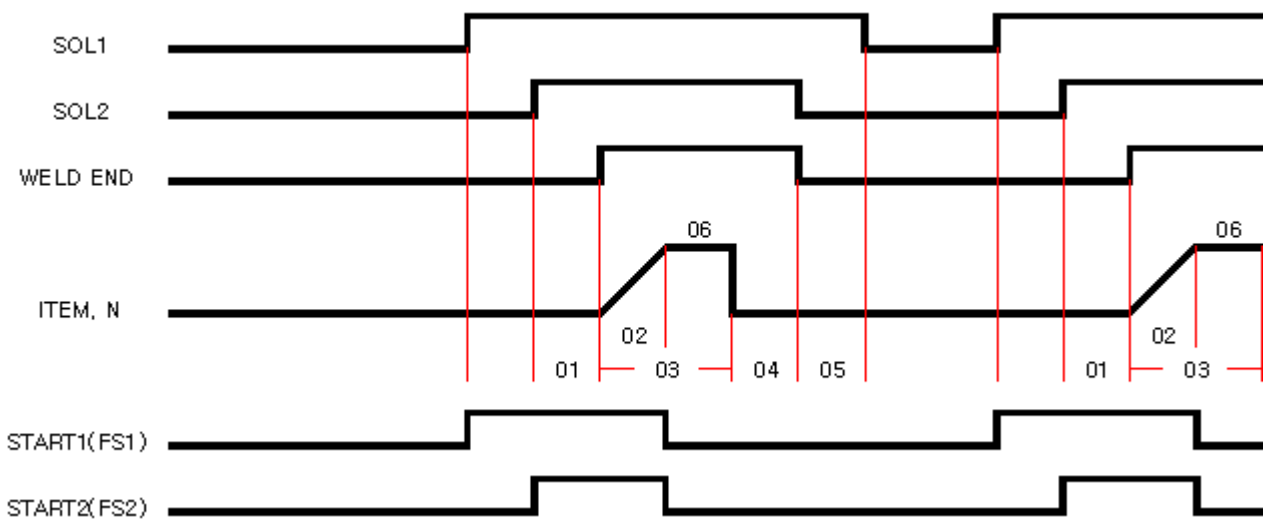 SOL1
SOL2
WELD END
06 06
ITEM, N
02 02
01 03 04 05 01 03
START1(FS1)
START2(FS2)